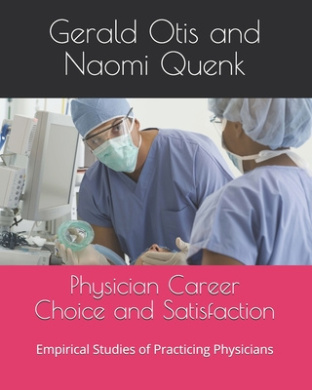 Gerald Otis and
Naomi Quenk
Physician Career
Choice and Satisfaction
Empirical Studies of Practicing Physicians